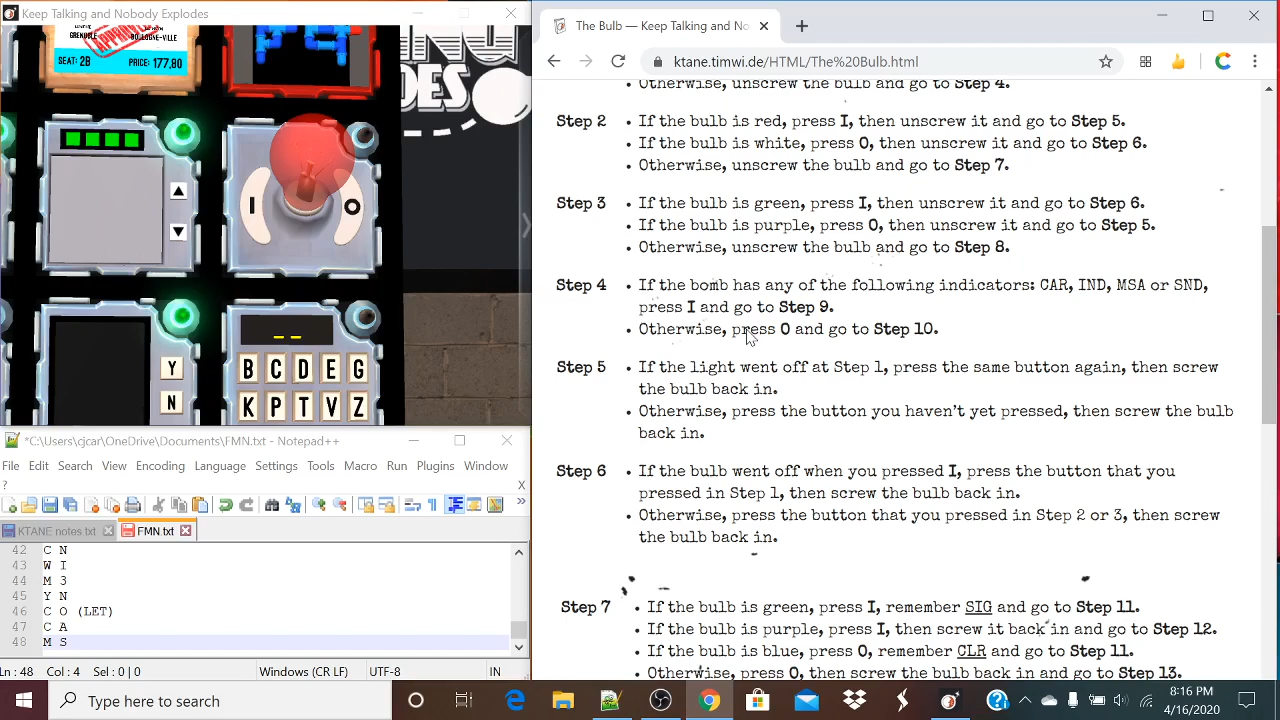 Keep Talking and Nobody Explodes
GRENOBLE
BOLLOGNE-VILLE
SEAT: 2B
PRICE: 177,80
I
O
Y
N
B C D E G
K P T V Z
*C:\Users\cjcar\OneDrive\Documents\FMN.txt - Notepad++
File Edit Search View Encoding Language Settings Tools Macro Run Plugins Window
?
X
KTANE notes.txt
FMN.txt
42 C N
43 W I
44 M 3
45 Y N
46 C O (LET)
47 C A
48 M S
Ln : 48 Col : 4 Sel : 0 | 0
Windows (CR LF)
UTF-8
IN
The Bulb — Keep Talking and No
ktane.timwi.de/HTML/The%20Bulb.html
Otherwise, unscrew the bulb and go to Step 4.
Step 2
If the bulb is red, press I, then unscrew it and go to Step 5.
If the bulb is white, press O, then unscrew it and go to Step 6.
Otherwise, unscrew the bulb and go to Step 7.
Step 3
If the bulb is green, press I, then unscrew it and go to Step 6.
If the bulb is purple, press O, then unscrew it and go to Step 5.
Otherwise, unscrew the bulb and go to Step 8.
Step 4
If the bomb has any of the following indicators: CAR, IND, MSA or SND,
press I and go to Step 9.
Otherwise, press O and go to Step 10.
Step 5
If the light went off at Step 1, press the same button again, then screw
the bulb back in.
Otherwise, press the button you haven't yet pressed, then screw the bulb
back in.
Step 6
If the bulb went off when you pressed I, press the button that you
pressed in Step 1, then screw the bulb back in.
Otherwise, press the button that you pressed in Step 2 or 3, then screw
the bulb back in.
Step 7
If the bulb is green, press I, remember SIG and go to Step 11.
If the bulb is purple, press I, then screw it back in and go to Step 12.
If the bulb is blue, press O, remember CLR and go to Step 11.
Otherwise, press O, then screw the bulb back in and go to Step 13.
Type here to search
8:16 PM
4/16/2020